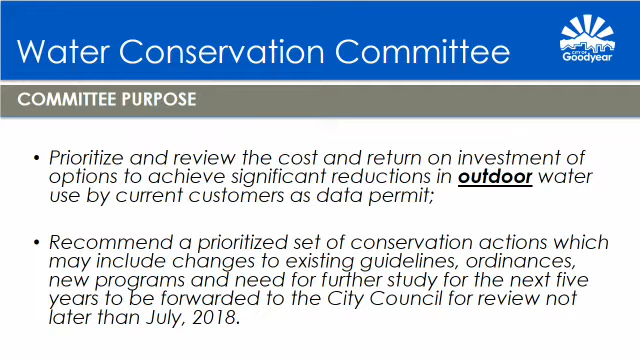 Water Conservation Committee
CITY OF
Goodyear
COMMITTEE PURPOSE
• Prioritize and review the cost and return on investment of
options to achieve significant reductions in outdoor water
use by current customers as data permit;
• Recommend a prioritized set of conservation actions which
may include changes to existing guidelines, ordinances,
new programs and need for further study for the next five
years to be forwarded to the City Council for review not
later than July, 2018.